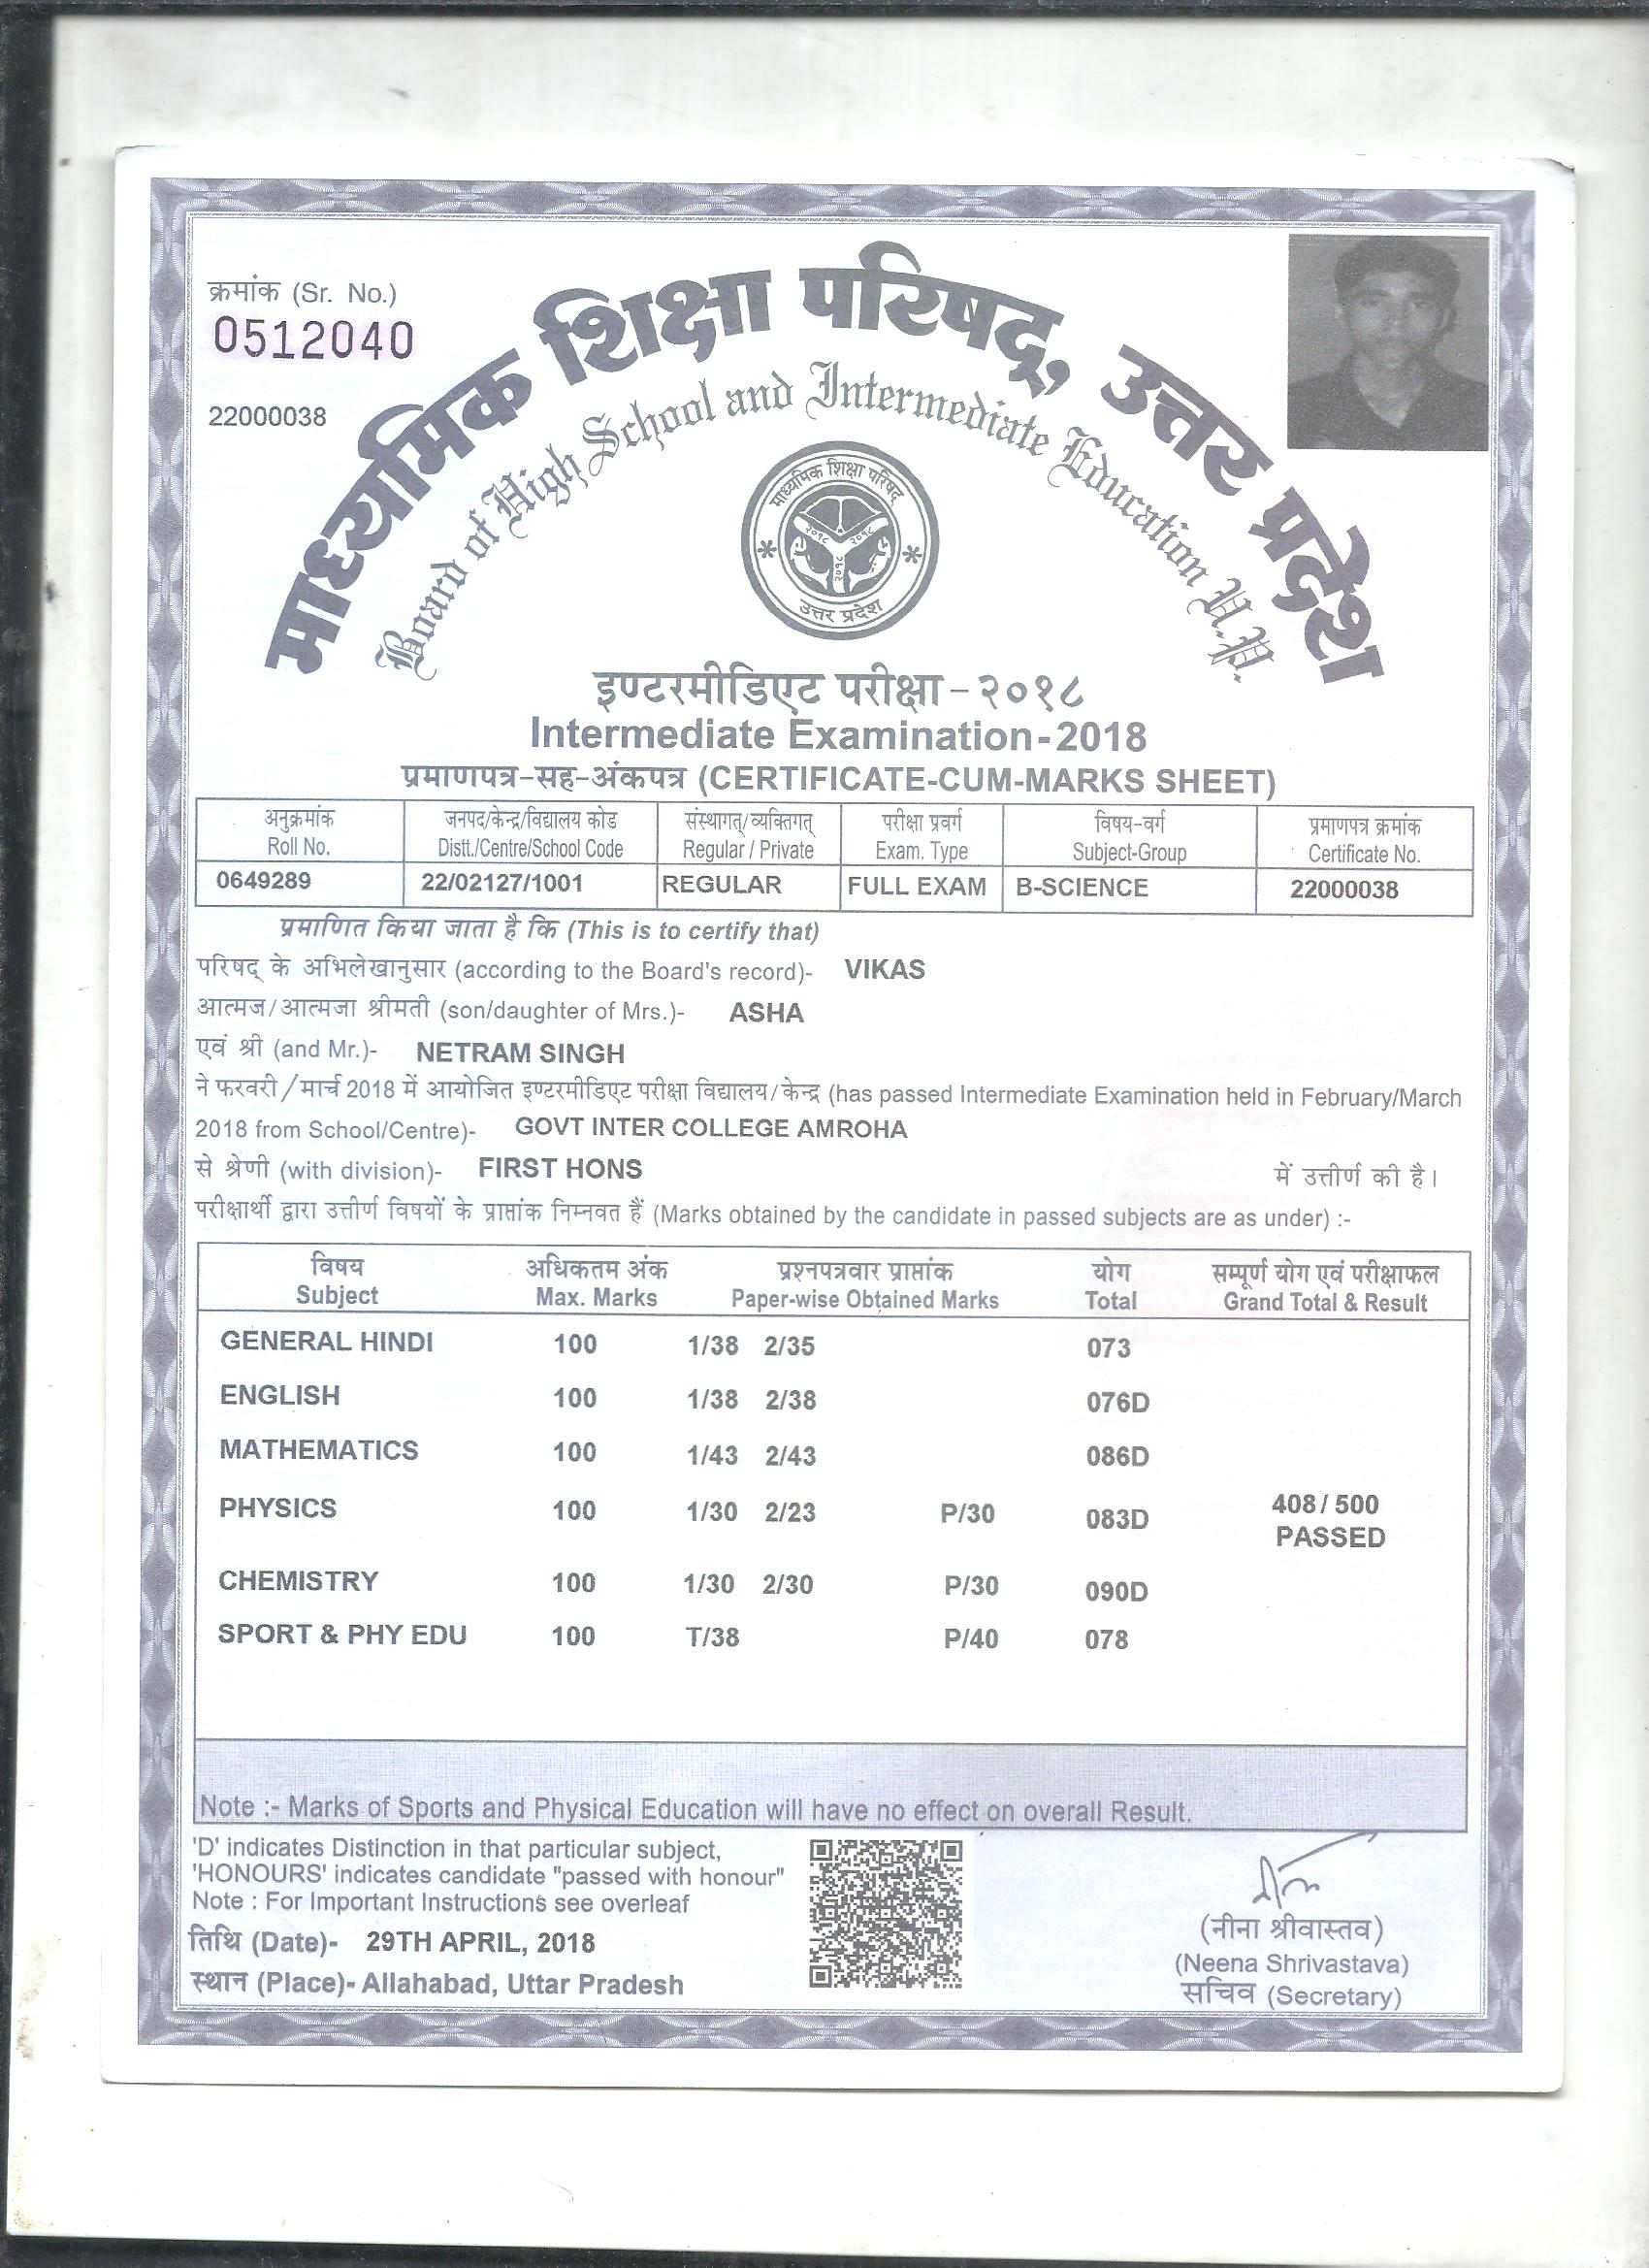 क्रमांक (Sr. No.)
0512040
22000038
माध्यमिक शिक्षा परिषद्, उत्तर प्रदेश
Board of High School and Intermediate Education U.P.
माध्यमिक शिक्षा परिषद्
२०१८ २०१८
२०१८
उत्तर प्रदेश
इण्टरमीडिएट परीक्षा - २०१८
Intermediate Examination - 2018
प्रमाणपत्र-सह-अंकपत्र (CERTIFICATE-CUM-MARKS SHEET)
अनुक्रमांक जनपद/केन्द्र/विद्यालय कोड संस्थागत्/व्यक्तिगत् परीक्षा प्रवर्ग विषय-वर्ग प्रमाणपत्र क्रमांक
Roll No. Distt./Centre/School Code Regular / Private Exam. Type Subject-Group Certificate No.
0649289 22/02127/1001 REGULAR FULL EXAM B-SCIENCE 22000038
प्रमाणित किया जाता है कि (This is to certify that)
परिषद् के अभिलेखानुसार (according to the Board's record)- VIKAS
आत्मज/आत्मजा श्रीमती (son/daughter of Mrs.)- ASHA
एवं श्री (and Mr.)- NETRAM SINGH
ने फरवरी/मार्च 2018 में आयोजित इण्टरमीडिएट परीक्षा विद्यालय/केन्द्र (has passed Intermediate Examination held in February/March
2018 from School/Centre)- GOVT INTER COLLEGE AMROHA
से श्रेणी (with division)- FIRST HONS में उत्तीर्ण की है।
परीक्षार्थी द्वारा उत्तीर्ण विषयों के प्राप्तांक निम्नवत हैं (Marks obtained by the candidate in passed subjects are as under) :-
विषय अधिकतम अंक प्रश्नपत्रवार प्राप्तांक योग सम्पूर्ण योग एवं परीक्षाफल
Subject Max. Marks Paper-wise Obtained Marks Total Grand Total & Result
GENERAL HINDI 100 1/38 2/35 073
ENGLISH 100 1/38 2/38 076D
MATHEMATICS 100 1/43 2/43 086D
PHYSICS 100 1/30 2/23 P/30 083D 408 / 500
PASSED
CHEMISTRY 100 1/30 2/30 P/30 090D
SPORT & PHY EDU 100 T/38 P/40 078
Note :- Marks of Sports and Physical Education will have no effect on overall Result.
'D' indicates Distinction in that particular subject,
'HONOURS' indicates candidate "passed with honour"
Note : For Important Instructions see overleaf
तिथि (Date)- 29TH APRIL, 2018
स्थान (Place)- Allahabad, Uttar Pradesh
(नीना श्रीवास्तव)
(Neena Shrivastava)
सचिव (Secretary)